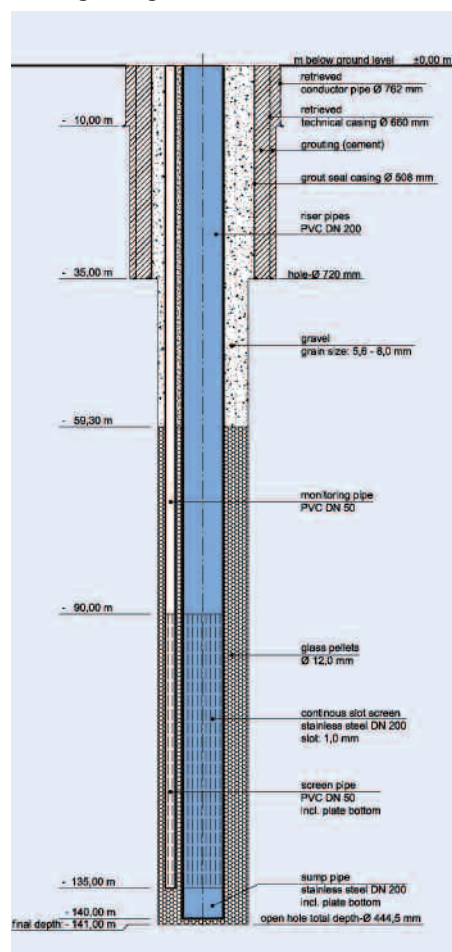 m below ground level ±0,00 m
retrieved
conductor pipe Ø 762 mm
- 10,00 m
retrieved
technical casing Ø 660 mm
grouting (cement)
grout seal casing Ø 508 mm
riser pipes
PVC DN 200
- 35,00 m
hole-Ø 720 mm
gravel
grain size: 5,6 - 8,0 mm
- 59,30 m
monitoring pipe
PVC DN 50
- 90,00 m
glass pellets
Ø 12,0 mm
continous slot screen
stainless steel DN 200
slot: 1,0 mm
screen pipe
PVC DN 50
incl. plate bottom
- 135,00 m
sump pipe
stainless steel DN 200
incl. plate bottom
- 140,00 m
final depth: - 141,00 m
open hole total depth-Ø 444,5 mm